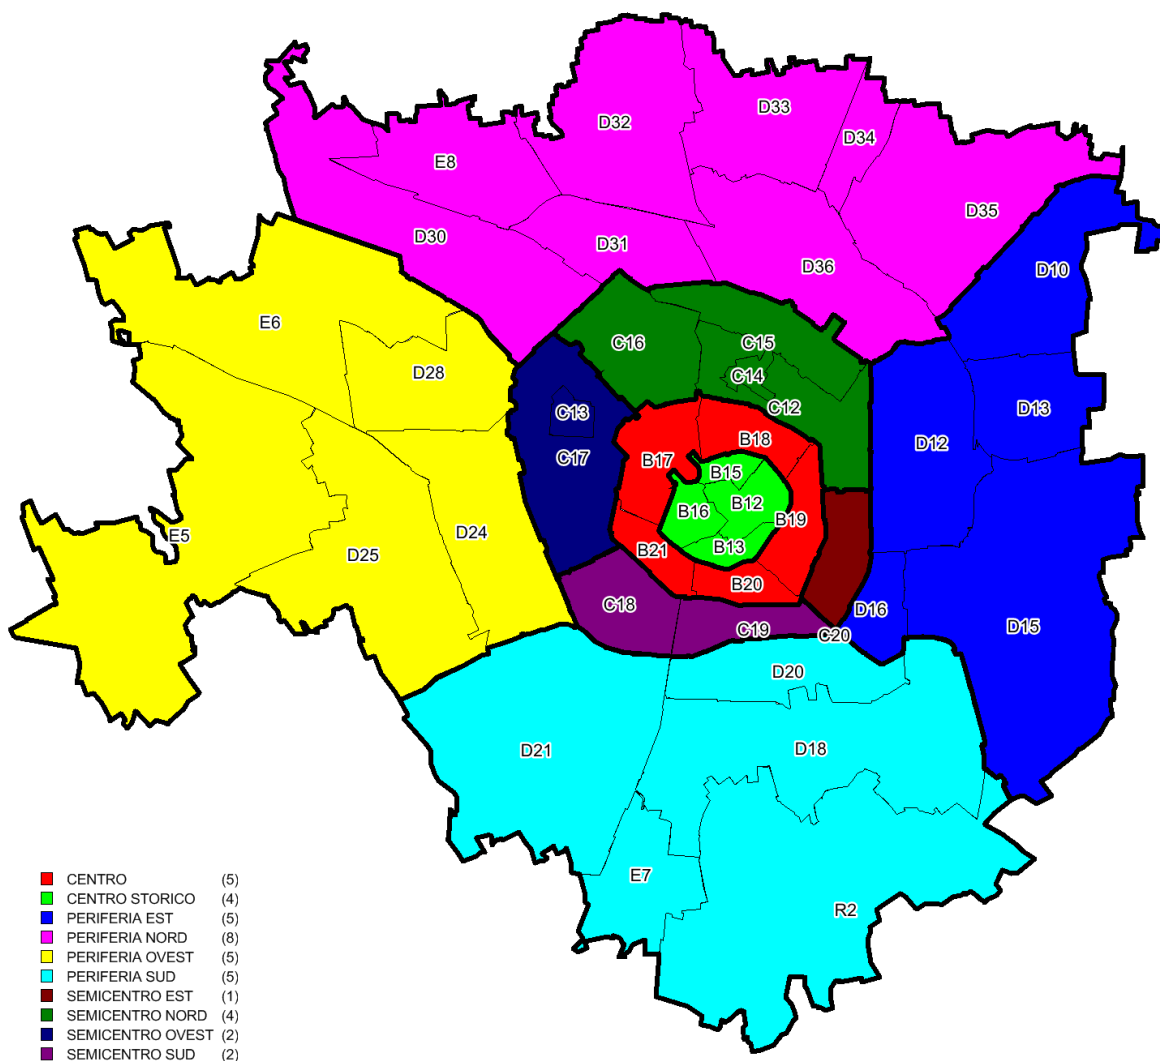 D32
D33
D34
E8
D35
D30
D31
D36
D10
E6
C16
C15
D28
C14
C12
C13
D13
B18
D12
C17
B17
B15
B12
B16
B19
E5
D24
B13
B21
D25
B20
C18
D16
C19
C20
D15
D20
D21
D18
E7
R2
CENTRO (5)
CENTRO STORICO (4)
PERIFERIA EST (5)
PERIFERIA NORD (8)
PERIFERIA OVEST (5)
PERIFERIA SUD (5)
SEMICENTRO EST (1)
SEMICENTRO NORD (4)
SEMICENTRO OVEST (2)
SEMICENTRO SUD (2)